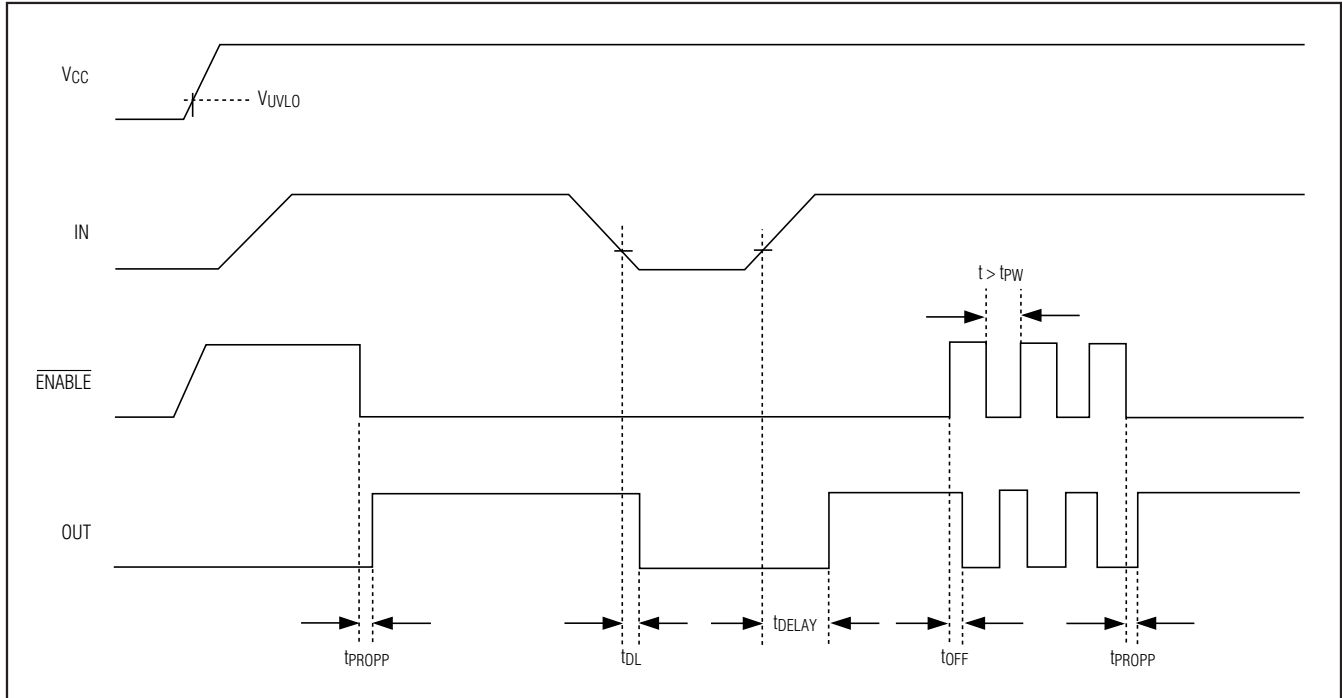 VCC
VUVLO
IN
t > tPW
ENABLE
OUT
tDELAY
tPROPP
tDL
tOFF
tPROPP